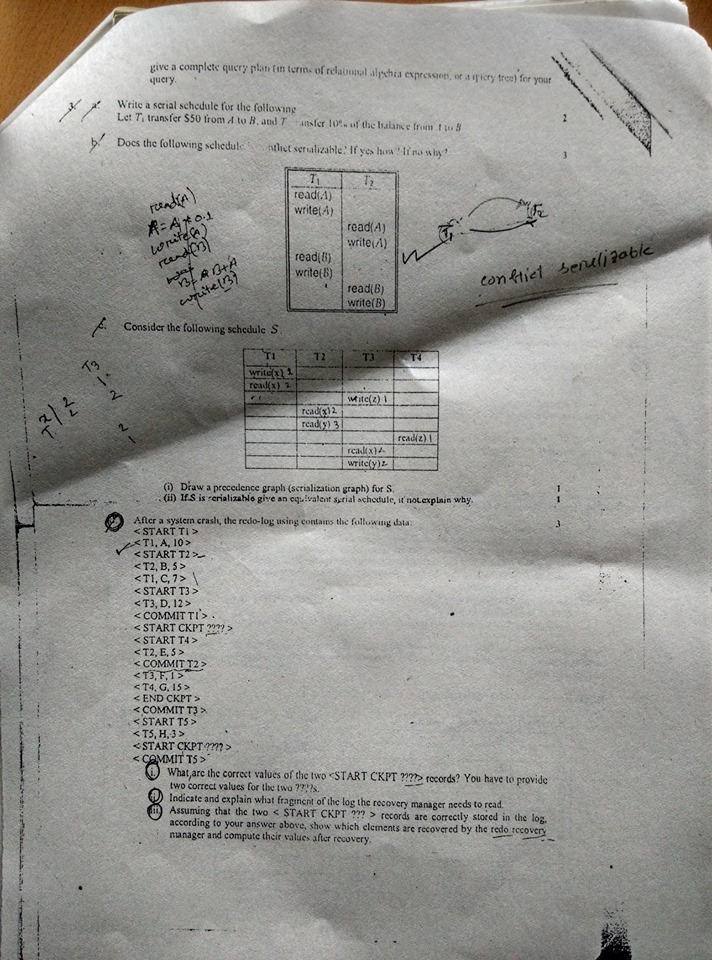 give a complete query plan (in terms of relational algebra expression, or a query tree) for your
query.
3. a. Write a serial schedule for the following 2
Let T₁ transfer $50 from A to B, and T ansfer 10% of the balance from A to B
b. Does the following schedule nflict serializable? If yes how? If no why? 3
T₁ T₂
read(A)
write(A)
read(A)
write(A)
read(B)
write(B)
read(B)
write(B)
read(A)
write(A)
read(B)
B+A
write(B)
T₁ T₂
conflict serializable
c. Consider the following schedule S.
T3
1
2
2
1
T1 T2 T3 T4
write(x) 1
read(x) 2
write(z) 1
read(x) 2
read(y) 3
read(z) 1
read(x) 2
write(y) 2
(i) Draw a precedence graph (serialization graph) for S. 1
(ii) If S is serializable give an equivalent serial schedule, if not explain why. 1
After a system crash, the redo-log using contains the following data: 3
< START T1 >
< T1, A, 10 >
< START T2 >
< T2, B, 5 >
< T1, C, 7 >
< START T3 >
< T3, D, 12 >
< COMMIT T1 >
< START CKPT ???? >
< START T4 >
< T2, E, 5 >
< COMMIT T2 >
< T3, F, 1 >
< T4, G, 15 >
< END CKPT >
< COMMIT T3 >
< START T5 >
< T5, H, 3 >
< START CKPT ???? >
< COMMIT T5 >
i. What are the correct values of the two <START CKPT ????> records? You have to provide
two correct values for the two ????s.
ii. Indicate and explain what fragment of the log the recovery manager needs to read.
iii. Assuming that the two < START CKPT ??? > records are correctly stored in the log,
according to your answer above, show which elements are recovered by the redo recovery
manager and compute their values after recovery.